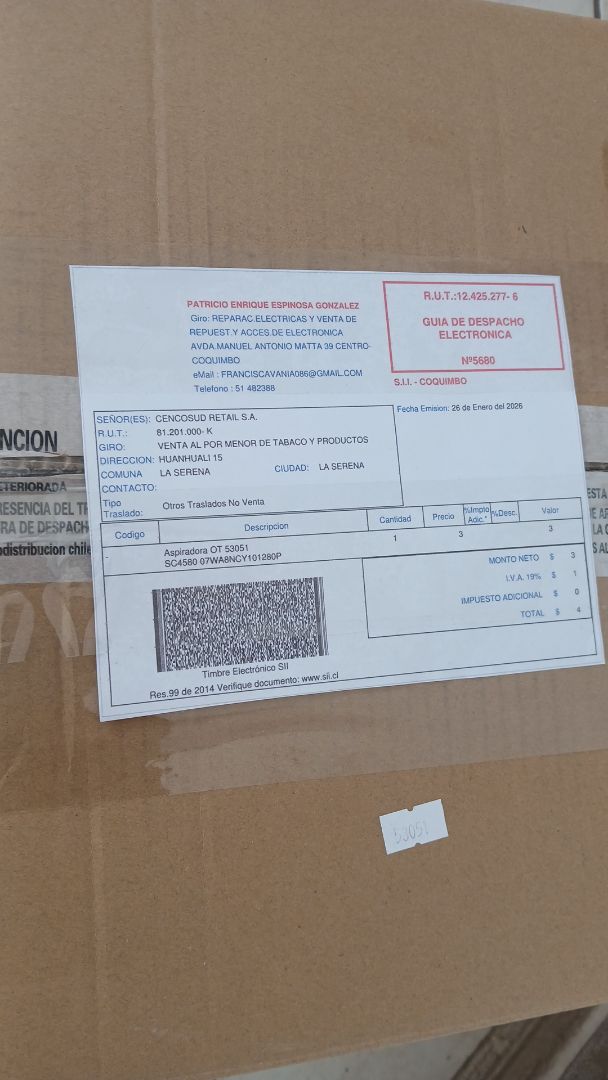 PATRICIO ENRIQUE ESPINOSA GONZALEZ
Giro: REPARAC.ELECTRICAS Y VENTA DE
REPUEST.Y ACCES.DE ELECTRONICA
AVDA.MANUEL ANTONIO MATTA 39 CENTRO-
COQUIMBO
eMail : FRANCISCAVANIA086@GMAIL.COM
Telefono : 51 482388
R.U.T.:12.425.277- 6
GUIA DE DESPACHO
ELECTRONICA
Nº5680
S.I.I. - COQUIMBO
Fecha Emision: 26 de Enero del 2026
SEÑOR(ES): CENCOSUD RETAIL S.A.
R.U.T.: 81.201.000- K
GIRO: VENTA AL POR MENOR DE TABACO Y PRODUCTOS
DIRECCION: HUANHUALI 15
COMUNA LA SERENA CIUDAD: LA SERENA
CONTACTO:
Tipo
Traslado: Otros Traslados No Venta
Codigo Descripcion Cantidad Precio %Impto Adic.* %Desc. Valor
- Aspiradora OT 53051 1 3 3
SC4580 07WA8NCY101280P
MONTO NETO $ 3
I.V.A. 19% $ 1
IMPUESTO ADICIONAL $ 0
TOTAL $ 4
Timbre Electrónico SII
Res.99 de 2014 Verifique documento: www.sii.cl
NCION
TERIORADA
RESENCIA DEL
RA DE DESPACH
distribucion chile
ESTA
53051